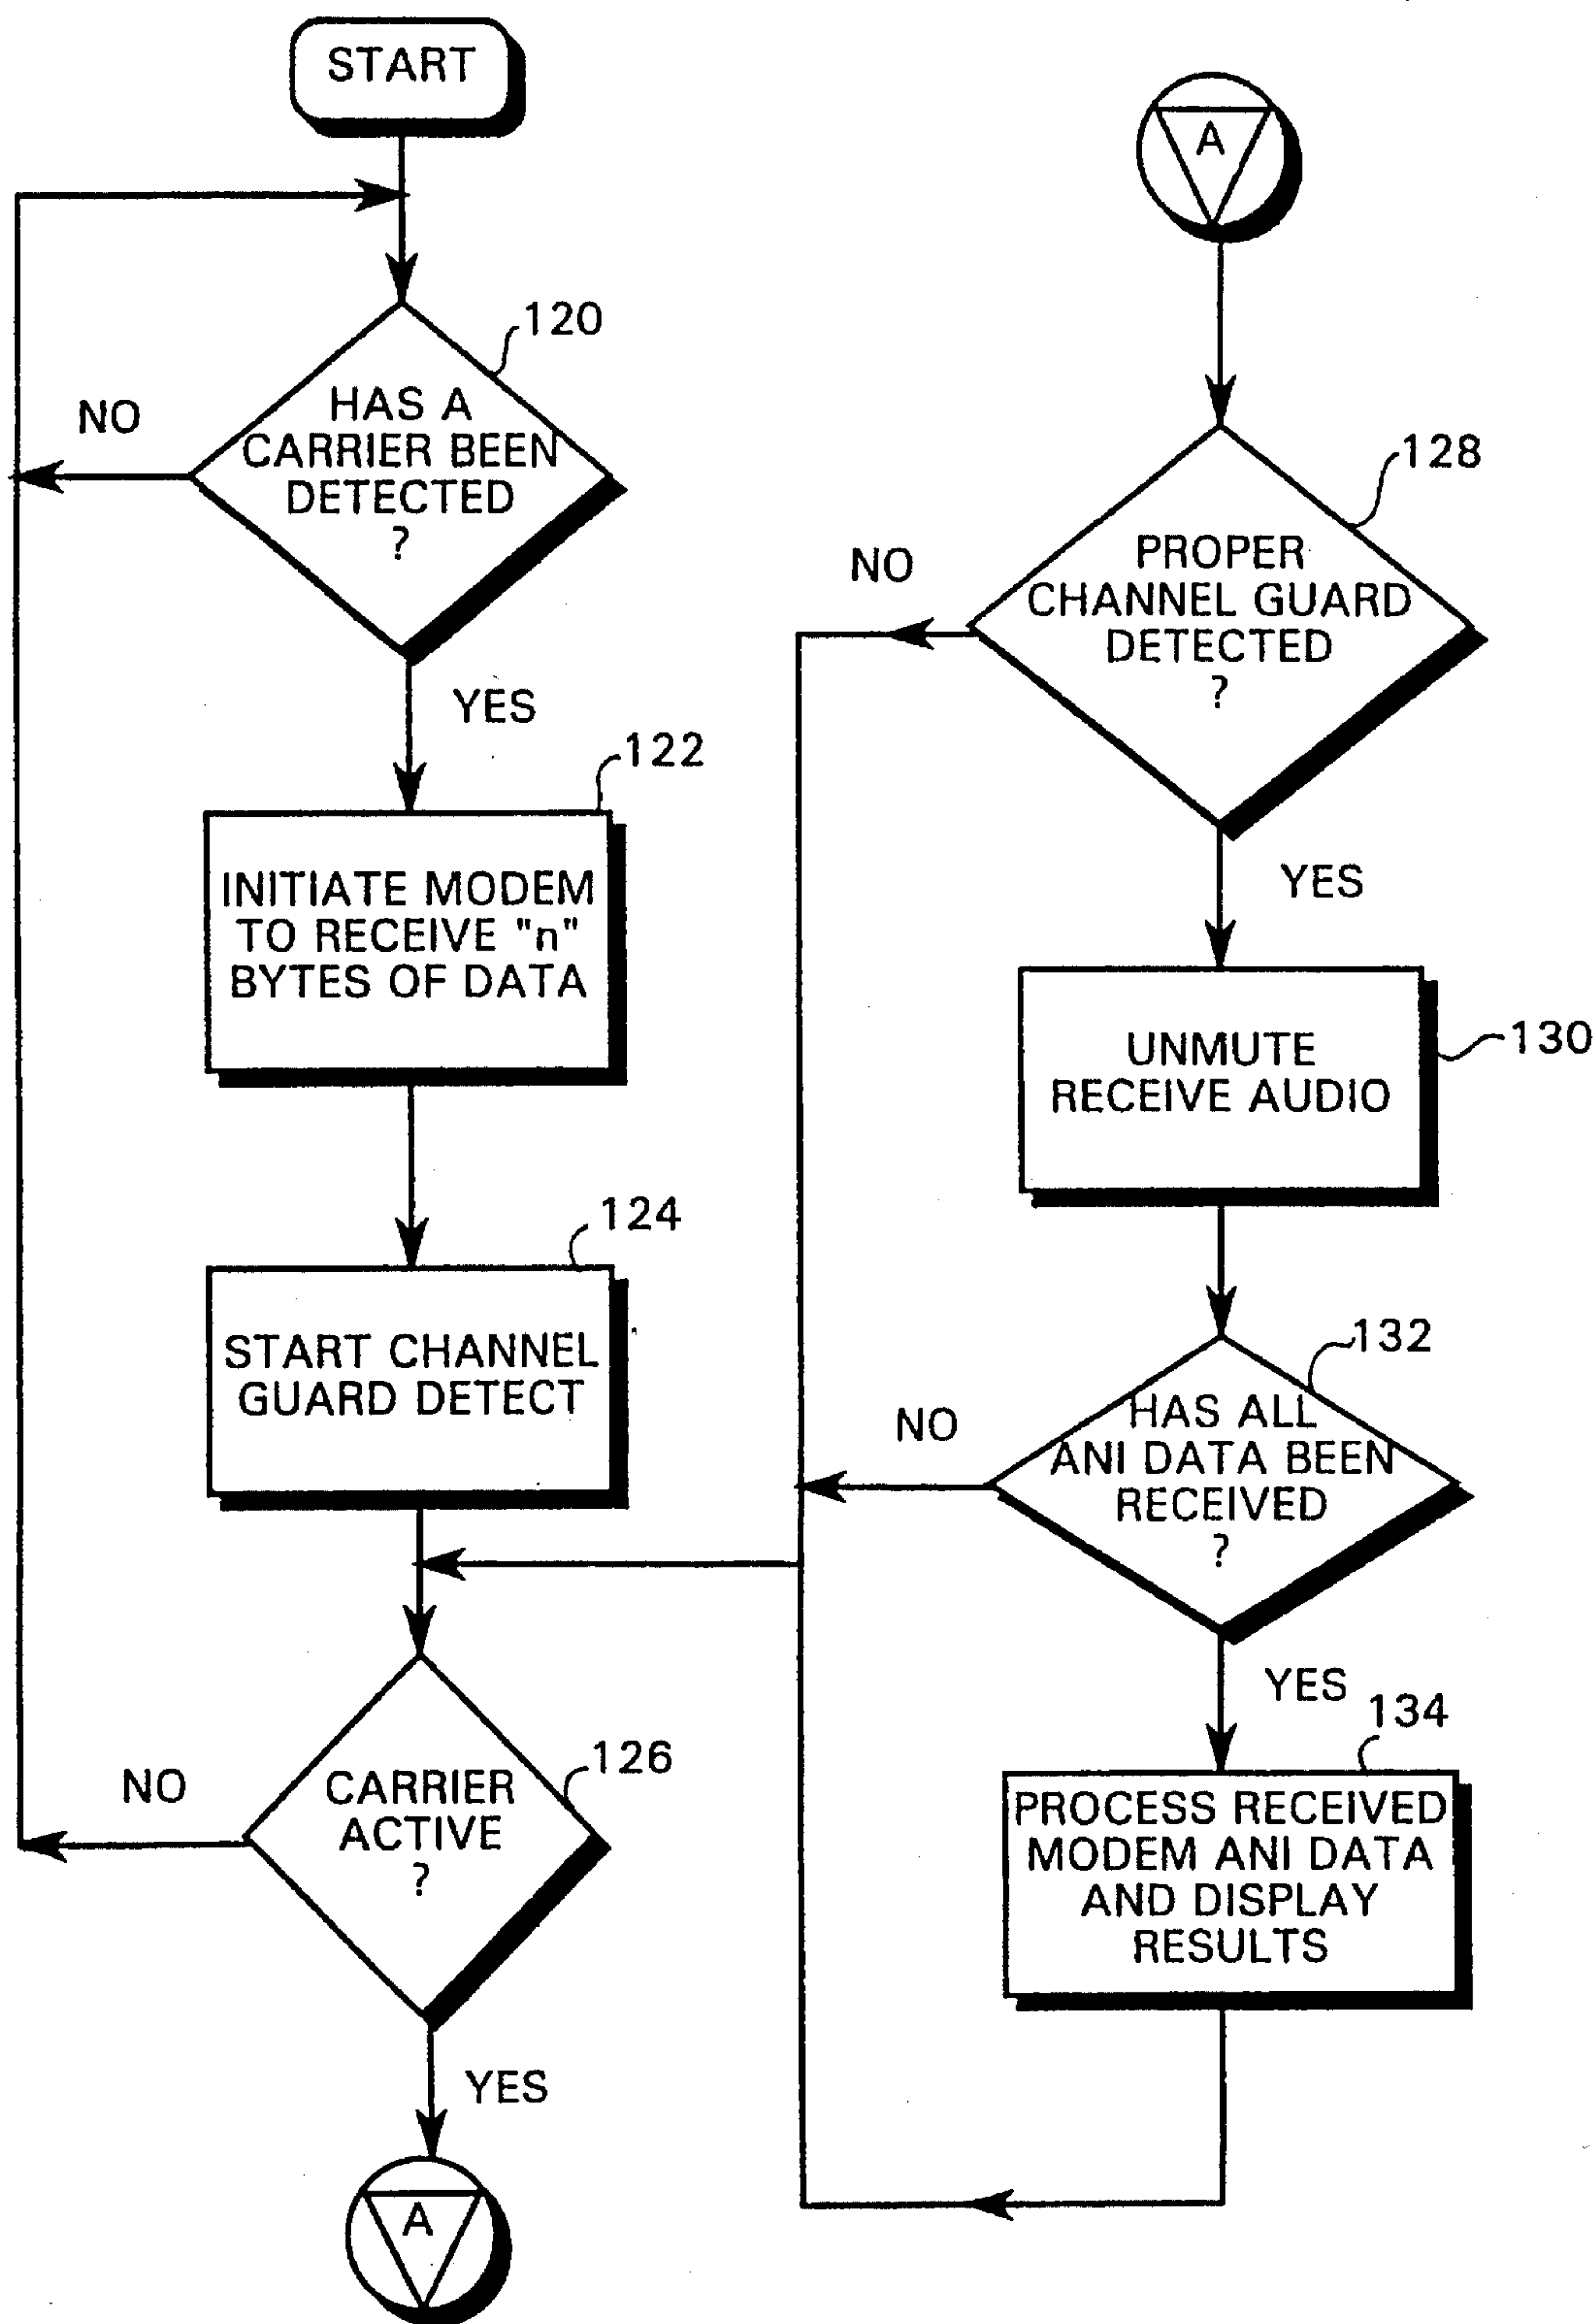 START
120
HAS A
CARRIER BEEN
DETECTED
?
NO
YES
122
INITIATE MODEM
TO RECEIVE "n"
BYTES OF DATA
124
START CHANNEL
GUARD DETECT
126
CARRIER
ACTIVE
?
NO
YES
A
A
128
PROPER
CHANNEL GUARD
DETECTED
?
NO
YES
130
UNMUTE
RECEIVE AUDIO
132
HAS ALL
ANI DATA BEEN
RECEIVED
?
NO
YES
134
PROCESS RECEIVED
MODEM ANI DATA
AND DISPLAY
RESULTS